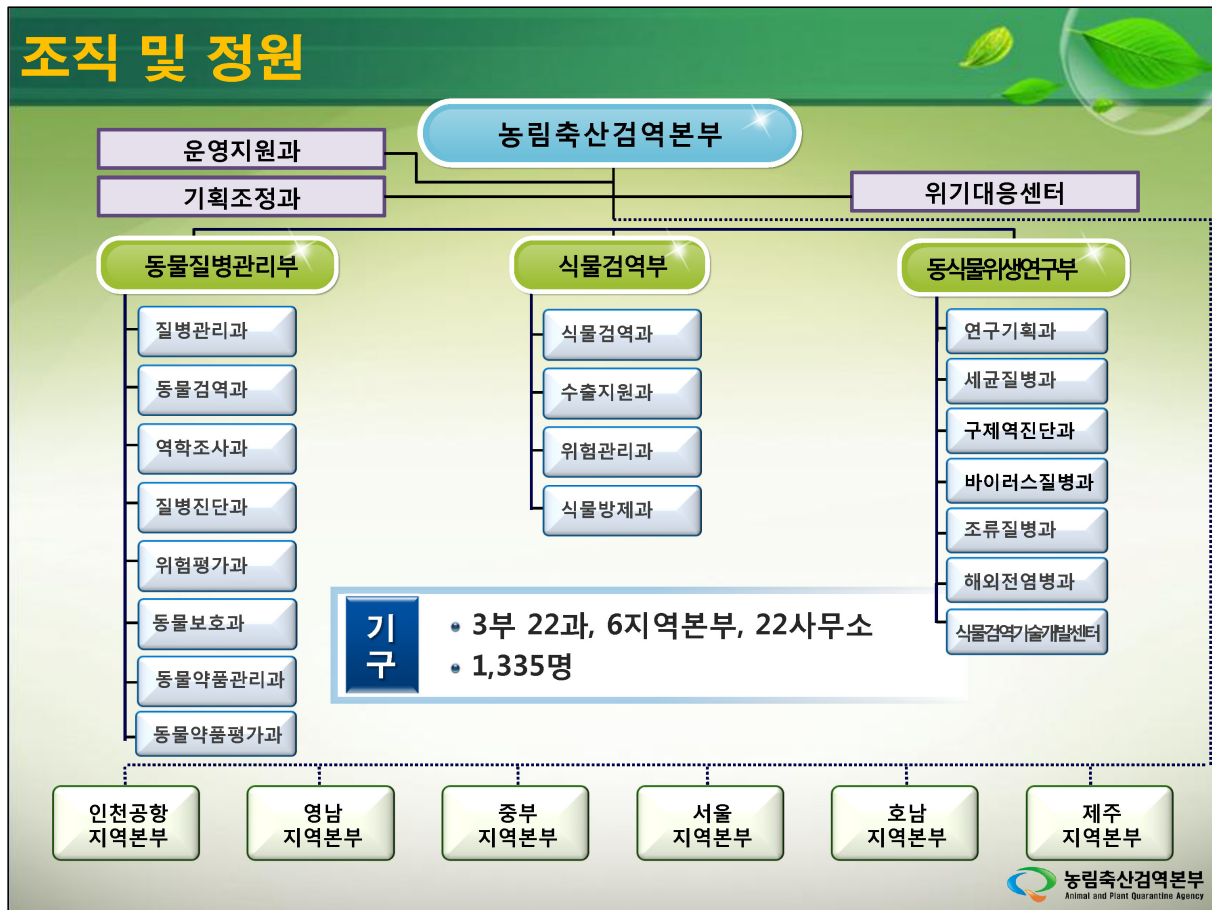 조직 및 정원
농림축산검역본부
운영지원과
기획조정과
위기대응센터
동물질병관리부
질병관리과
동물검역과
역학조사과
질병진단과
위험평가과
동물보호과
동물약품관리과
동물약품평가과
식물검역부
식물검역과
수출지원과
위험관리과
식물방제과
동식물위생연구부
연구기획과
세균질병과
구제역진단과
바이러스질병과
조류질병과
해외전염병과
식물검역기술개발센터
기
구
• 3부 22과, 6지역본부, 22사무소
• 1,335명
인천공항
지역본부
영남
지역본부
중부
지역본부
서울
지역본부
호남
지역본부
제주
지역본부
농림축산검역본부
Animal and Plant Quarantine Agency